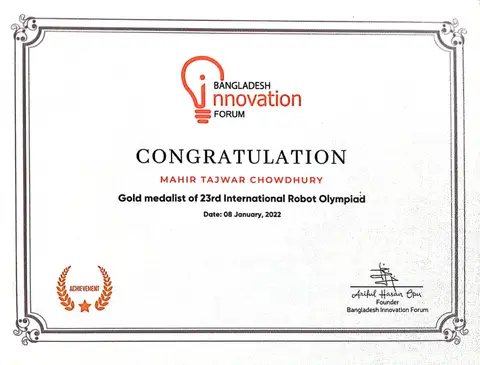 BANGLADESH
innovation
FORUM
CONGRATULATION
MAHIR TAJWAR CHOWDHURY
Gold medalist of 23rd International Robot Olympiad
Date: 08 January, 2022
ACHIEVEMENT
Ariful Hasan Opu
Founder
Bangladesh Innovation Forum